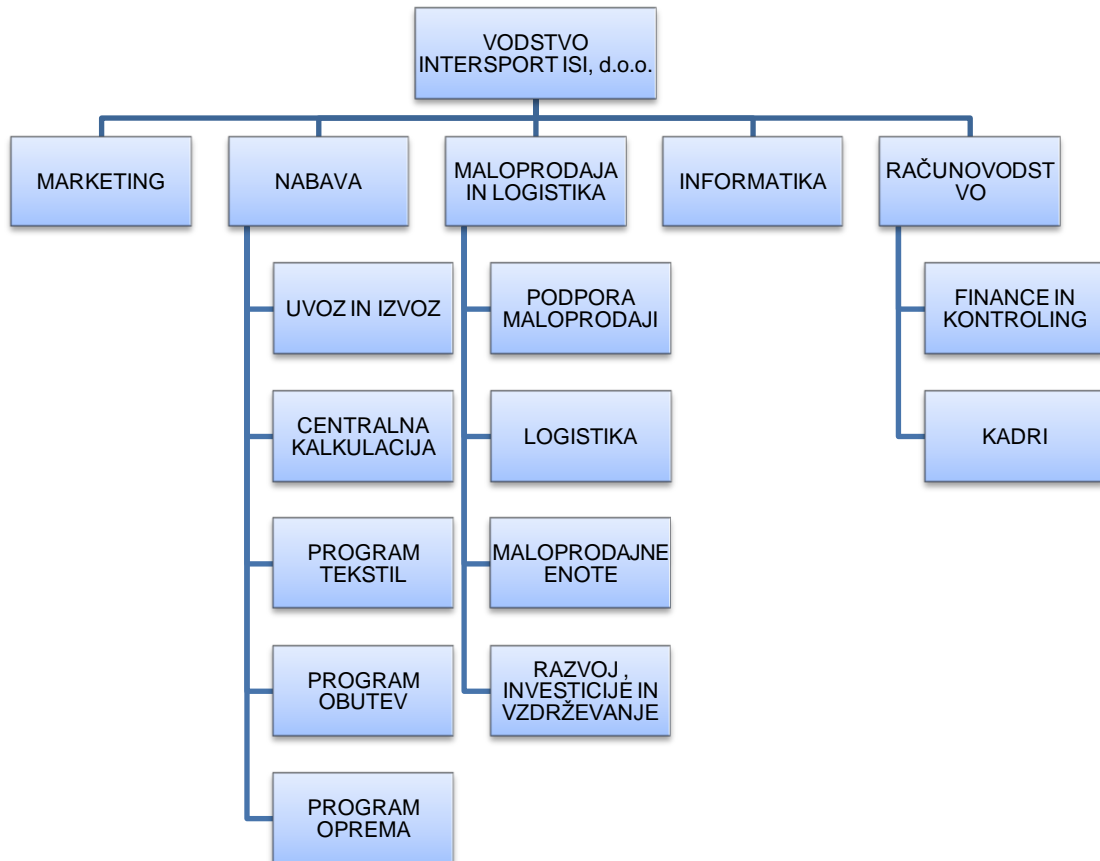 VODSTVO
INTERSPORT ISI, d.o.o.
MARKETING
NABAVA
MALOPRODAJA
IN LOGISTIKA
INFORMATIKA
RAČUNOVODST
VO
UVOZ IN IZVOZ
CENTRALNA
KALKULACIJA
PROGRAM
TEKSTIL
PROGRAM
OBUTEV
PROGRAM
OPREMA
PODPORA
MALOPRODAJI
LOGISTIKA
MALOPRODAJNE
ENOTE
RAZVOJ ,
INVESTICIJE IN
VZDRŽEVANJE
FINANCE IN
KONTROLING
KADRI